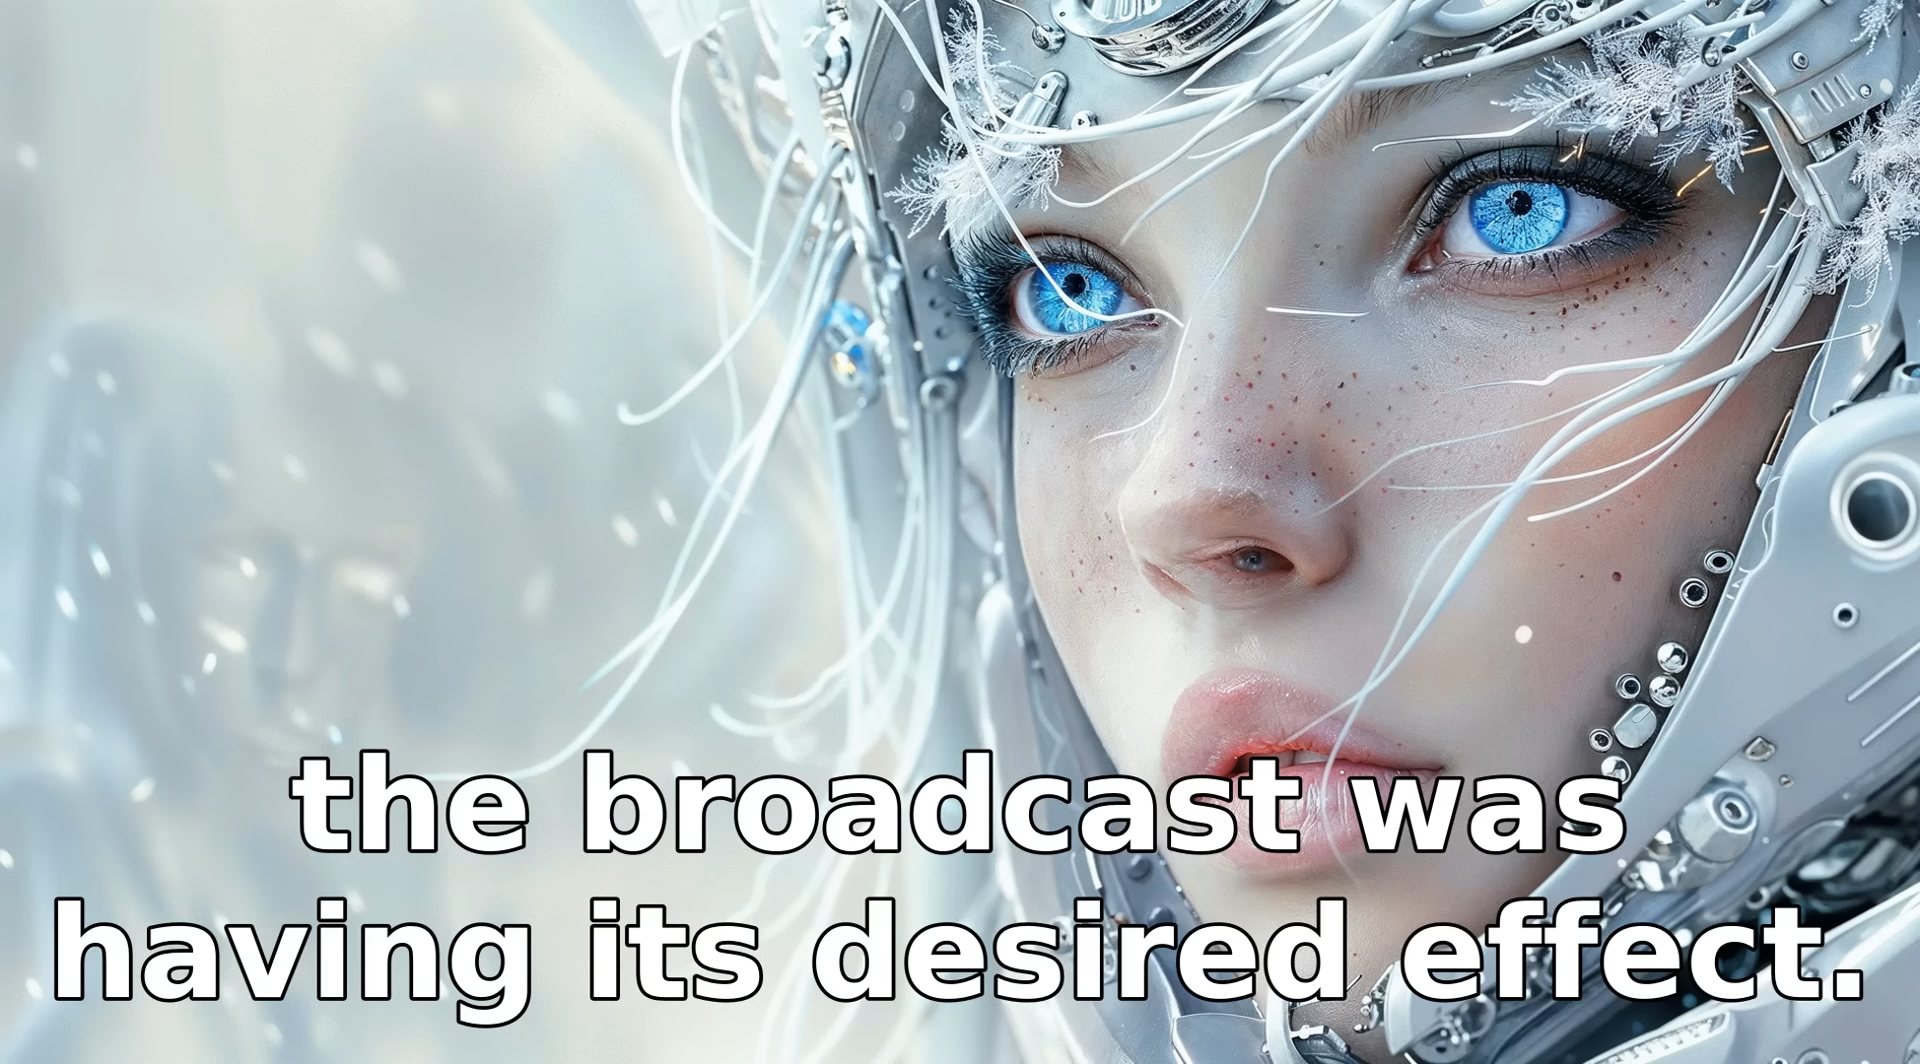 the broadcast was
having its desired effect.